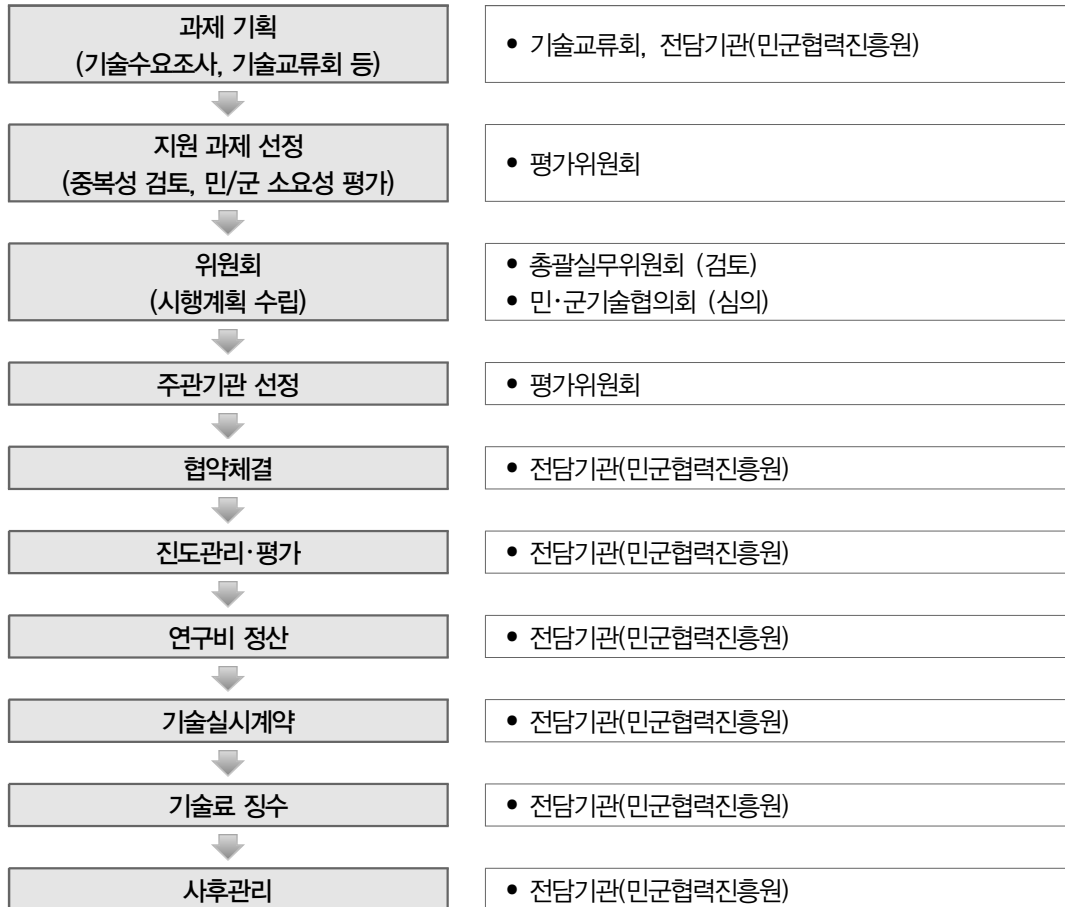 과제 기획
(기술수요조사, 기술교류회 등)
• 기술교류회, 전담기관(민군협력진흥원)
지원 과제 선정
(중복성 검토, 민/군 소요성 평가)
• 평가위원회
위원회
(시행계획 수립)
• 총괄실무위원회 (검토)
• 민·군기술협의회 (심의)
주관기관 선정
• 평가위원회
협약체결
• 전담기관(민군협력진흥원)
진도관리·평가
• 전담기관(민군협력진흥원)
연구비 정산
• 전담기관(민군협력진흥원)
기술실시계약
• 전담기관(민군협력진흥원)
기술료 징수
• 전담기관(민군협력진흥원)
사후관리
• 전담기관(민군협력진흥원)